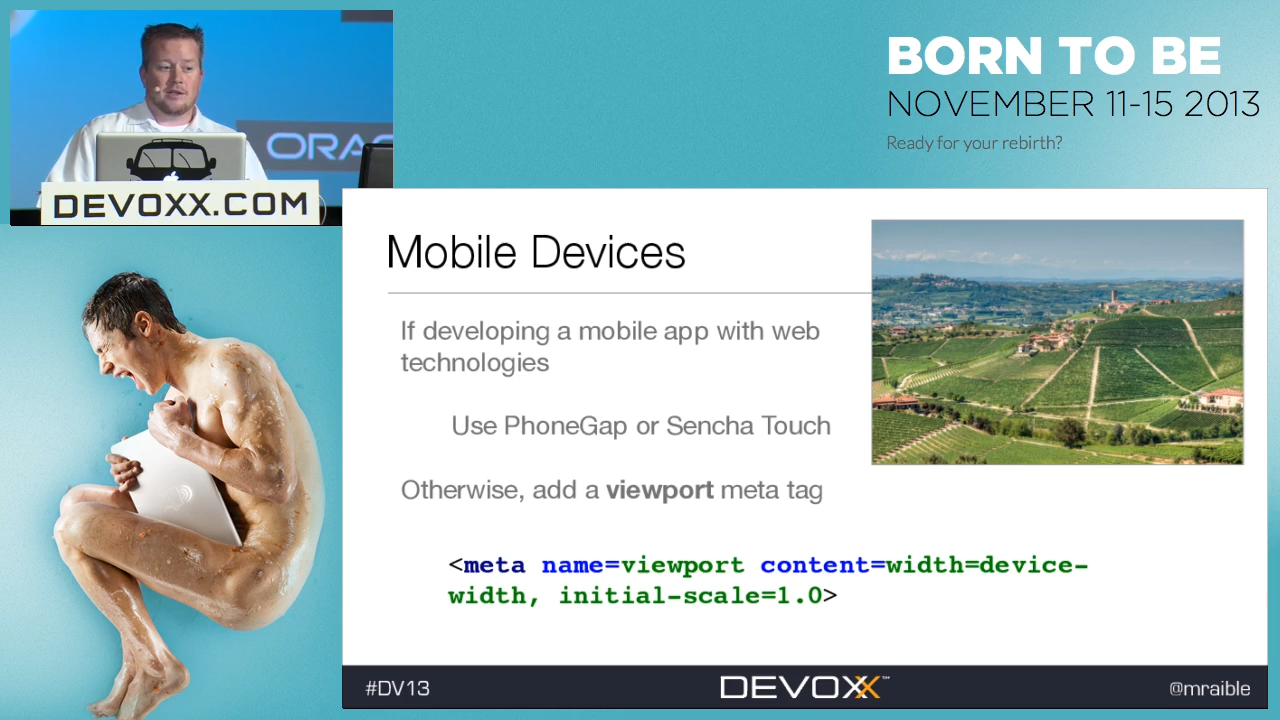 BORN TO BE
NOVEMBER 11-15 2013
Ready for your rebirth?
DEVOXX.COM
Mobile Devices
If developing a mobile app with web
technologies
Use PhoneGap or Sencha Touch
Otherwise, add a viewport meta tag
<meta name=viewport content=width=device-
width, initial-scale=1.0>
#DV13
DEVOXX™
@mraible